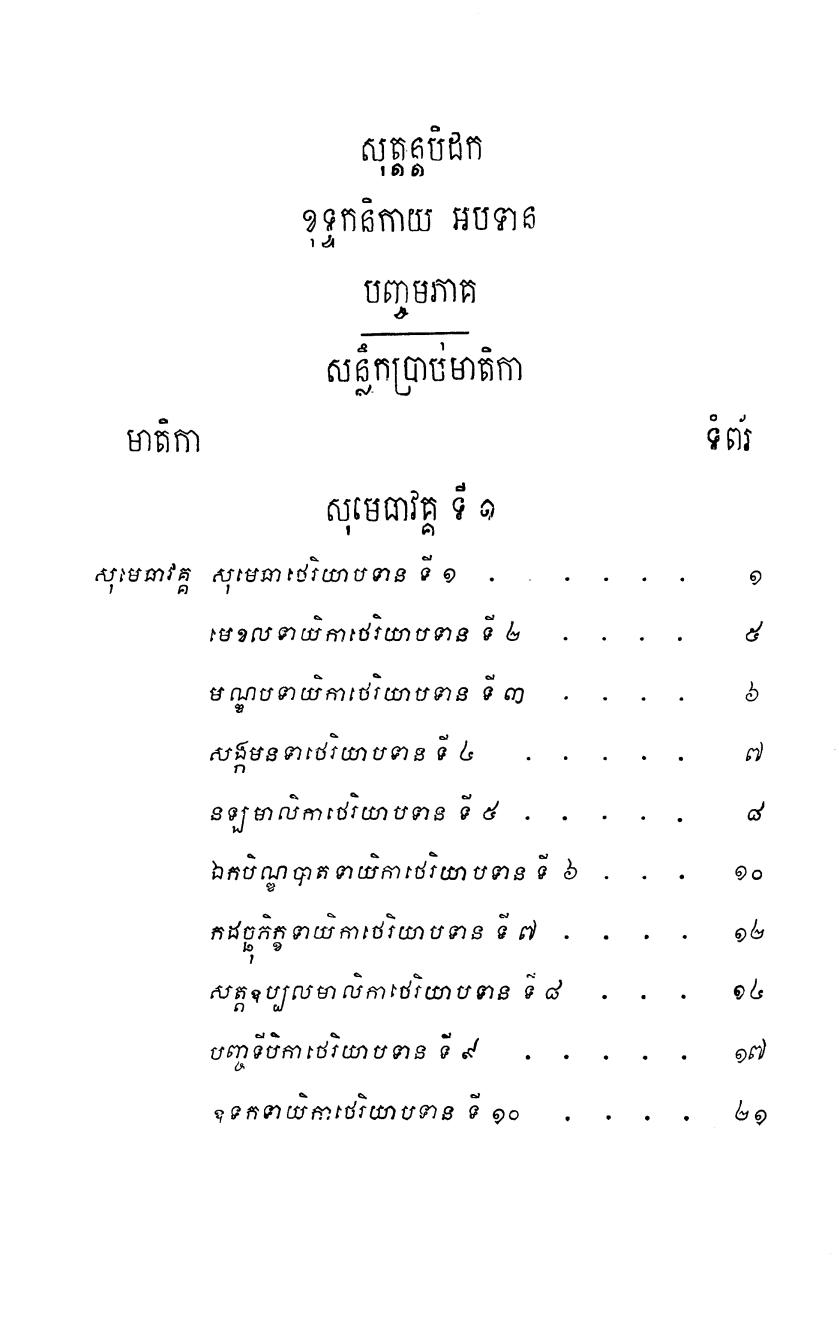 សុត្តន្តបិដក
ខុទ្ទកនិកាយ អបទាន
បញ្ចមភាគ
សន្លឹកប្រាប់មាតិកា
មាតិកា ទំព័រ
សុមេធាវគ្គ ទី ១
សុមេធាវគ្គ សុមេធាថេរិយាបទាន ទី ១ . . . . . ១
មេខលទាយិកាថេរិយាបទាន ទី ២ . . . . ៥
មណ្ឌបទាយិកាថេរិយាបទាន ទី ៣ . . . . ៦
សង្កមនទាថេរិយាបទាន ទី ៤ . . . . . ៧
នឡមាលិកាថេរិយាបទាន ទី ៥ . . . . . ៨
ឯកបិណ្ឌបាតទាយិកាថេរិយាបទាន ទី ៦ . . . ១០
កដច្ឆុភិក្ខទាយិកាថេរិយាបទាន ទី ៧ . . . . ១២
សត្តឧប្បលមាលិកាថេរិយាបទាន ទី ៨ . . . ១៤
បញ្ចទីបិកាថេរិយាបទាន ទី ៩ . . . . . ១៧
ឧទកទាយិកាថេរិយាបទាន ទី ១០ . . . . ២១